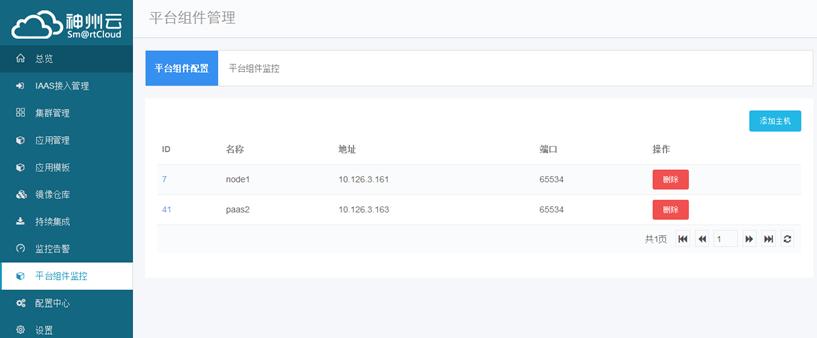 神州云
Sm@rtCloud
总览
IAAS接入管理
集群管理
应用管理
应用模板
镜像仓库
持续集成
监控告警
平台组件监控
配置中心
设置
平台组件管理
平台组件配置 平台组件监控
添加主机
ID 名称 地址 端口 操作
7 node1 10.126.3.161 65534 删除
41 paas2 10.126.3.163 65534 删除
共1页 1